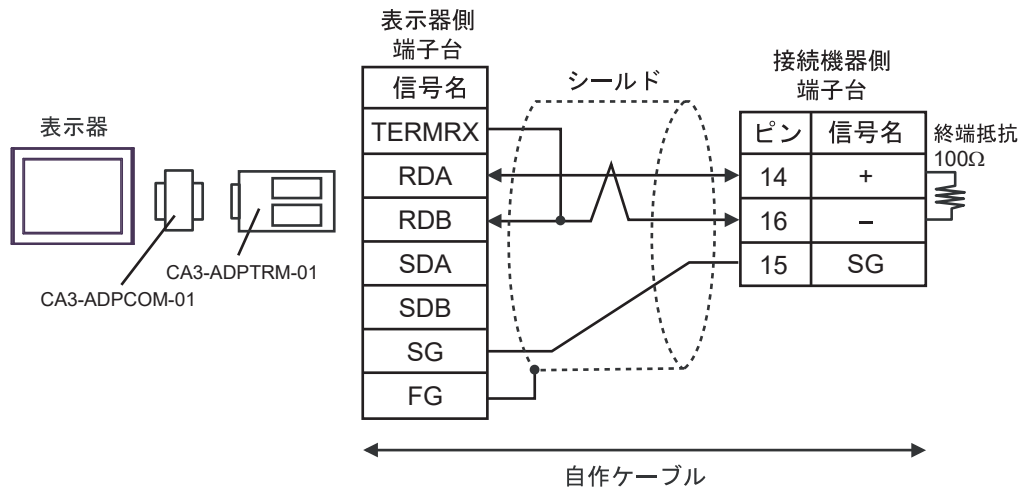 表示器
CA3-ADPCOM-01
CA3-ADPTRM-01
表示器側
端子台
信号名
TERMRX
RDA
RDB
SDA
SDB
SG
FG
シールド
接続機器側
端子台
ピン 信号名
14 +
16 –
15 SG
終端抵抗
100Ω
自作ケーブル